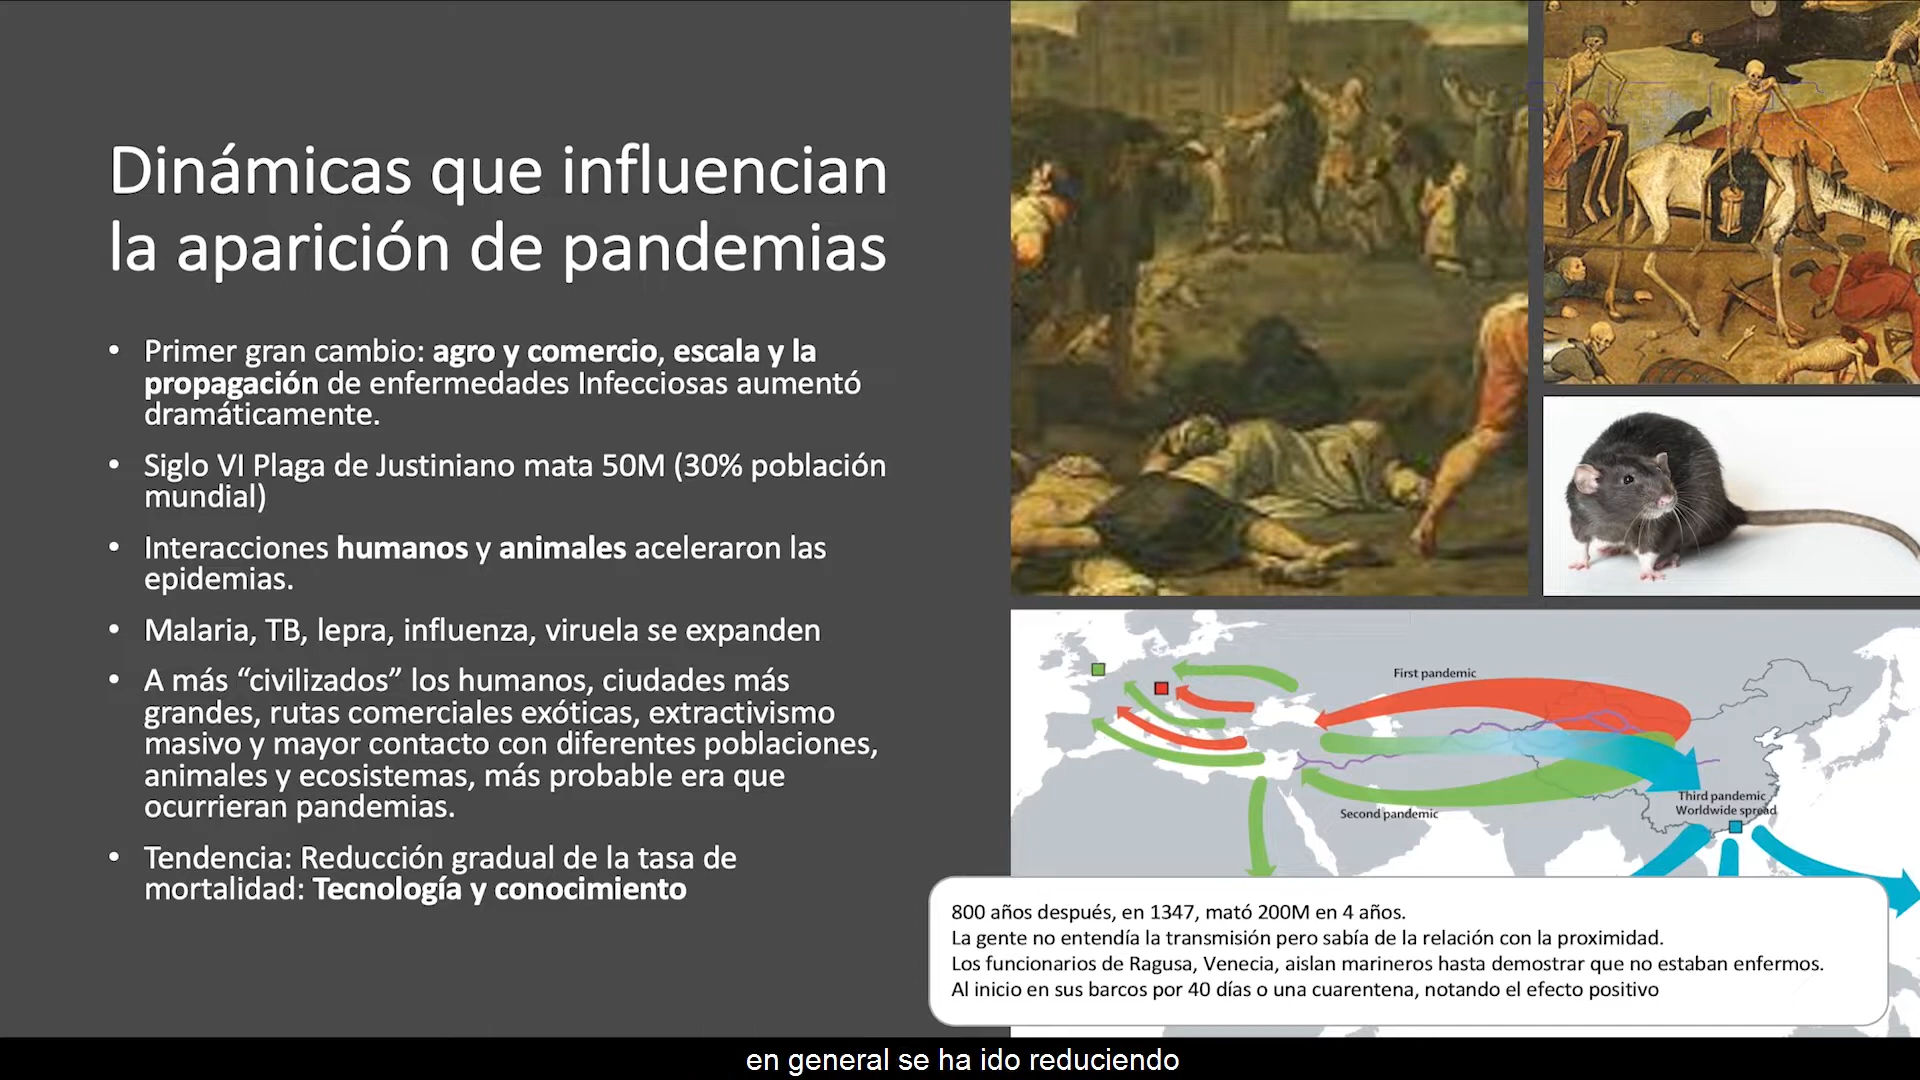 Dinámicas que influencian
la aparición de pandemias
• Primer gran cambio: agro y comercio, escala y la
propagación de enfermedades Infecciosas aumentó
dramáticamente.
• Siglo VI Plaga de Justiniano mata 50M (30% población
mundial)
• Interacciones humanos y animales aceleraron las
epidemias.
• Malaria, TB, lepra, influenza, viruela se expanden
• A más “civilizados” los humanos, ciudades más
grandes, rutas comerciales exóticas, extractivismo
masivo y mayor contacto con diferentes poblaciones,
animales y ecosistemas, más probable era que
ocurrieran pandemias.
• Tendencia: Reducción gradual de la tasa de
mortalidad: Tecnología y conocimiento
First pandemic
Third pandemic
Worldwide spread
Second pandemic
800 años después, en 1347, mató 200M en 4 años.
La gente no entendía la transmisión pero sabía de la relación con la proximidad.
Los funcionarios de Ragusa, Venecia, aislan marineros hasta demostrar que no estaban enfermos.
Al inicio en sus barcos por 40 días o una cuarentena, notando el efecto positivo
en general se ha ido reduciendo